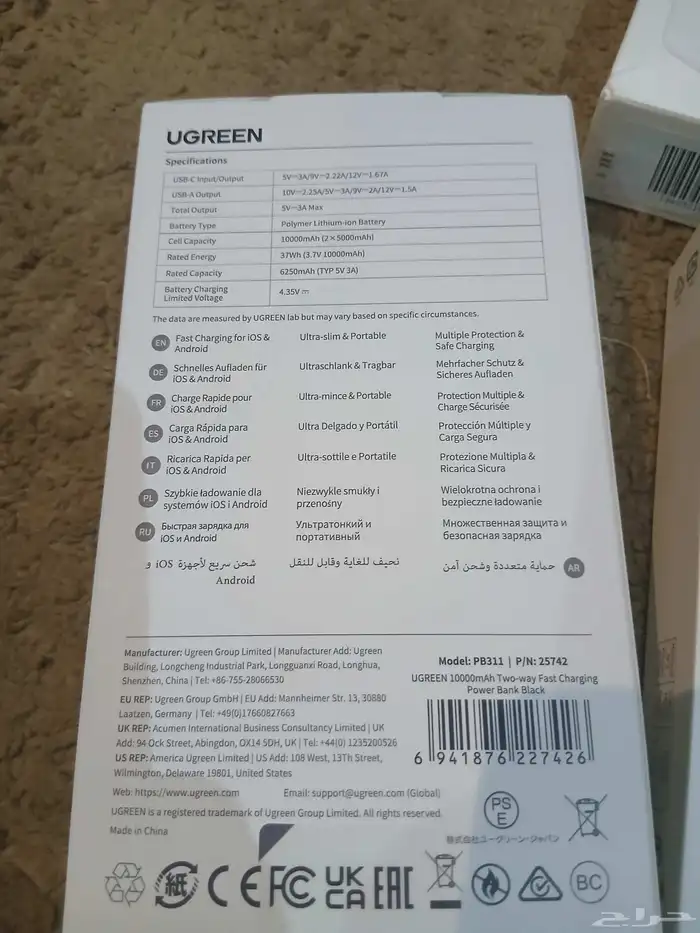 UGREEN
Specifications
USB-C Input/Output 5V⎓3A/9V⎓2.22A/12V⎓1.67A
USB-A Output 10V⎓2.25A/5V⎓3A/9V⎓2A/12V⎓1.5A
Total Output 5V⎓3A Max
Battery Type Polymer Lithium-ion Battery
Cell Capacity 10000mAh (2×5000mAh)
Rated Energy 37Wh (3.7V 10000mAh)
Rated Capacity 6250mAh (TYP 5V 3A)
Battery Charging
Limited Voltage 4.35V⎓
The data are measured by UGREEN lab but may vary based on specific circumstances.
EN Fast Charging for iOS & Ultra-slim & Portable Multiple Protection &
Android Safe Charging
DE Schnelles Aufladen für Ultraschlank & Tragbar Mehrfacher Schutz &
iOS & Android Sicheres Aufladen
FR Charge Rapide pour Ultra-mince & Portable Protection Multiple &
iOS & Android Charge Sécurisée
ES Carga Rápida para Ultra Delgado y Portátil Protección Múltiple y
iOS & Android Carga Segura
IT Ricarica Rapida per Ultra-sottile e Portatile Protezione Multipla &
iOS & Android Ricarica Sicura
PL Szybkie ładowanie dla Niezwykle smukły i Wielokrotna ochrona i
systemów iOS i Android przenośny bezpieczne ładowanie
RU Быстрая зарядка для Ультратонкий и Множественная защита и
iOS и Android портативный безопасная зарядка
AR حماية متعددة وشحن آمن نحيف للغاية وقابل للنقل شحن سريع لأجهزة iOS و
Android
Manufacturer: Ugreen Group Limited | Manufacturer Add: Ugreen
Building, Longcheng Industrial Park, Longguanxi Road, Longhua,
Shenzhen, China | Tel: +86-755-28066530
EU REP: Ugreen Group GmbH | EU Add: Mannheimer Str. 13, 30880
Laatzen, Germany | Tel: +49(0)17660827663
UK REP: Acumen International Business Consultancy Limited | UK
Add: 94 Ock Street, Abingdon, OX14 5DH, UK | Tel: +44(0) 1235200526
US REP: America Ugreen Limited | US Add: 108 West, 13Th Street,
Wilmington, Delaware 19801, United States
Web: https://www.ugreen.com Email: support@ugreen.com (Global)
UGREEN is a registered trademark of Ugreen Group Limited. All rights reserved.
Made in China
Model: PB311 | P/N: 25742
UGREEN 10000mAh Two-way Fast Charging
Power Bank Black
6 941876 227426
PS
E
株式会社ユーグリーン・ジャパン
紙 CE FC UK
CA EAC BC
حراج